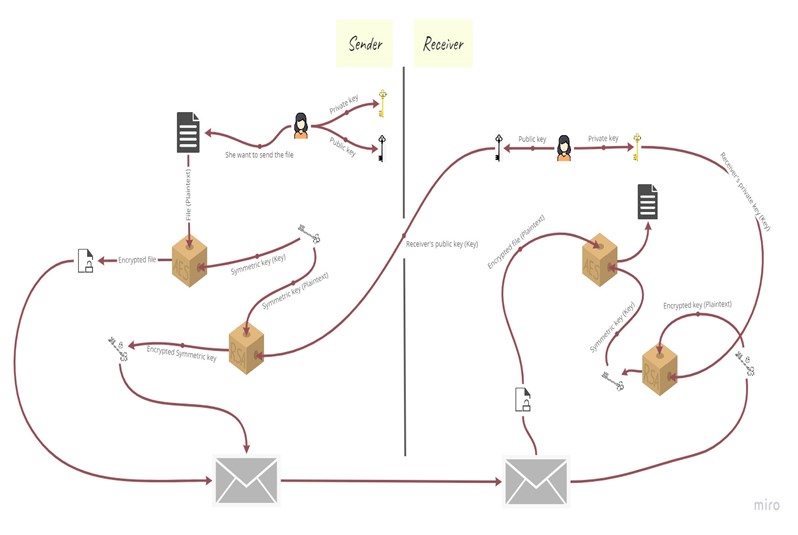 Sender
Receiver
Private key
Public key
She want to send the file
File (Plaintext)
AES
Encrypted file
Symmetric key (Key)
Symmetric key (Plaintext)
RSA
Encrypted Symmetric key
Receiver's public key (Key)
Public key
Private key
Receiver's private key (Key)
Encrypted file (Plaintext)
AES
Symmetric key (Key)
Encrypted key (Plaintext)
RSA
miro